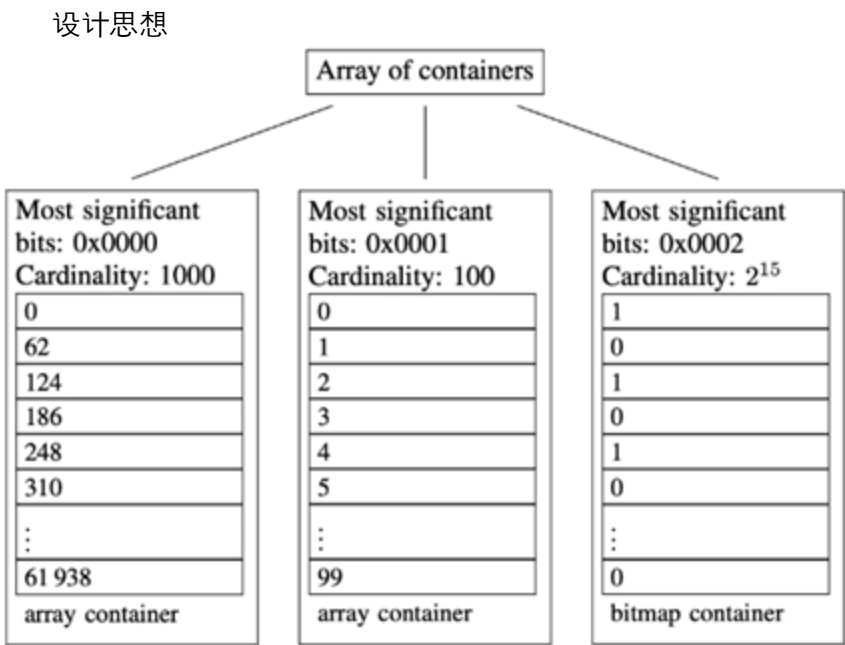 设计思想
Array of containers
Most significant
bits: 0x0000
Cardinality: 1000
0
62
124
186
248
310
⋮
61 938
array container
Most significant
bits: 0x0001
Cardinality: 100
0
1
2
3
4
5
⋮
99
array container
Most significant
bits: 0x0002
Cardinality: 2¹⁵
1
0
1
0
1
0
⋮
0
bitmap container